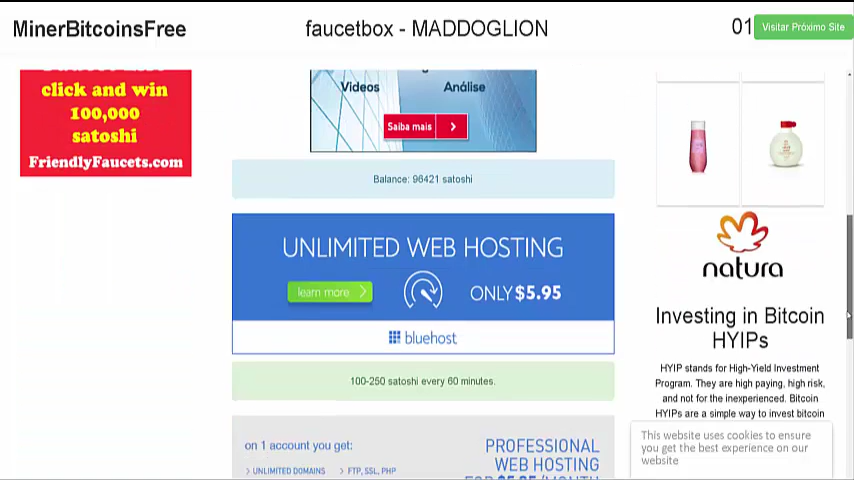 MinerBitcoinsFree
faucetbox - MADDOGLION
01
Visitar Próximo Site
click and win
100,000
satoshi
FriendlyFaucets.com
Videos
Análise
Saiba mais
Balance: 96421 satoshi
UNLIMITED WEB HOSTING
learn more
ONLY $5.95
bluehost
100-250 satoshi every 60 minutes.
on 1 account you get:
UNLIMITED DOMAINS
FTP, SSL, PHP
PROFESSIONAL
WEB HOSTING
natura
Investing in Bitcoin
HYIPs
HYIP stands for High-Yield Investment
Program. They are high paying, high risk,
and not for the inexperienced. Bitcoin
HYIPs are a simple way to invest bitcoin
This website uses cookies to ensure
you get the best experience on our
website